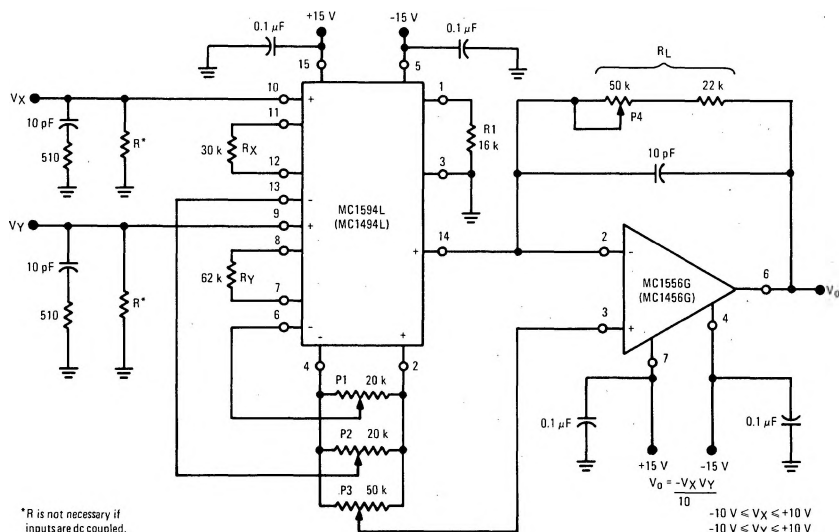 0.1 μF
+15 V
-15 V
0.1 μF
15
5
RL
50 k
22 k
P4
VX
10
+
1
10 pF
11
R*
30 k
RX
R1
16 k
510
12
3
10 pF
13
-
MC1594L
(MC1494L)
VY
9
+
14
+
2
-
10 pF
8
MC1556G
(MC1456G)
6
Vo
R*
62 k
RY
7
510
6
-
3
+
4
-
+
4
2
7
P1
20 k
0.1 μF
0.1 μF
P2
20 k
+15 V
-15 V
P3
50 k
Vo = -VX VY
10
*R is not necessary if
inputs are dc coupled.
-10 V ≤ VX ≤ +10 V
-10 V ≤ VY ≤ +10 V